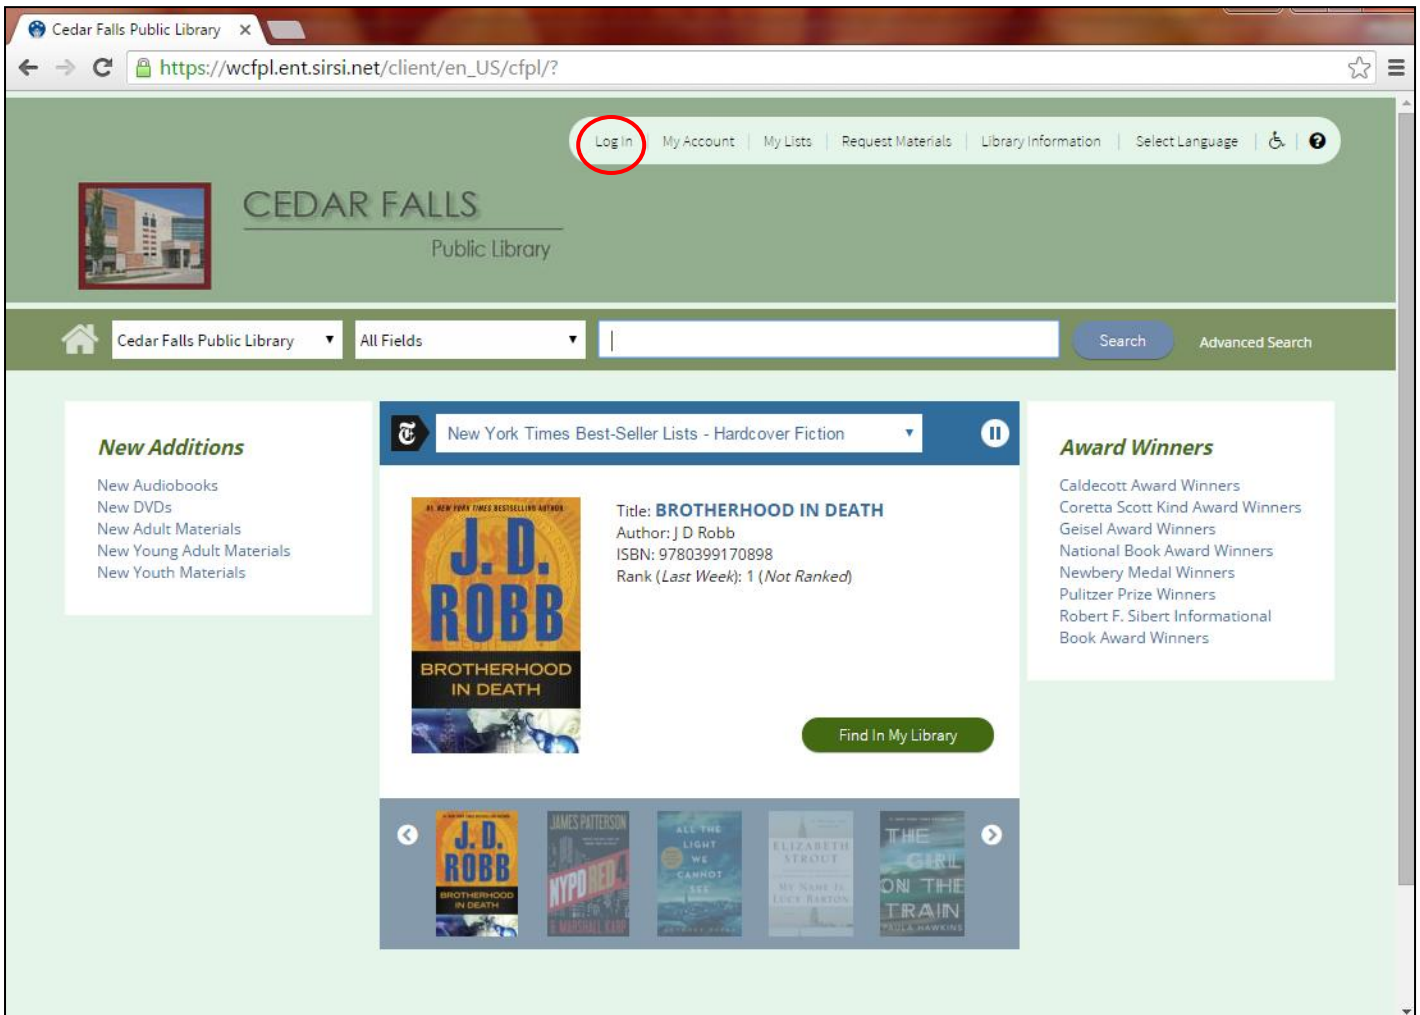 Cedar Falls Public Library
https://wcfpl.ent.sirsi.net/client/en_US/cfpl/?
Log In | My Account | My Lists | Request Materials | Library Information | Select Language
CEDAR FALLS
Public Library
Cedar Falls Public Library
All Fields
Search
Advanced Search
New Additions
New Audiobooks
New DVDs
New Adult Materials
New Young Adult Materials
New Youth Materials
New York Times Best-Seller Lists - Hardcover Fiction
#1 NEW YORK TIMES BESTSELLING AUTHOR
J. D.
ROBB
BROTHERHOOD
IN DEATH
Title: BROTHERHOOD IN DEATH
Author: J D Robb
ISBN: 9780399170898
Rank (Last Week): 1 (Not Ranked)
Find In My Library
Award Winners
Caldecott Award Winners
Coretta Scott Kind Award Winners
Geisel Award Winners
National Book Award Winners
Newbery Medal Winners
Pulitzer Prize Winners
Robert F. Sibert Informational
Book Award Winners
J. D.
ROBB
BROTHERHOOD
IN DEATH
JAMES PATTERSON
NYPD RED 4
& MARSHALL KARP
ALL THE
LIGHT
WE
CANNOT
SEE
ANTHONY DOERR
ELIZABETH
STROUT
MY NAME IS
LUCY BARTON
THE
GIRL
ON THE
TRAIN
PAULA HAWKINS